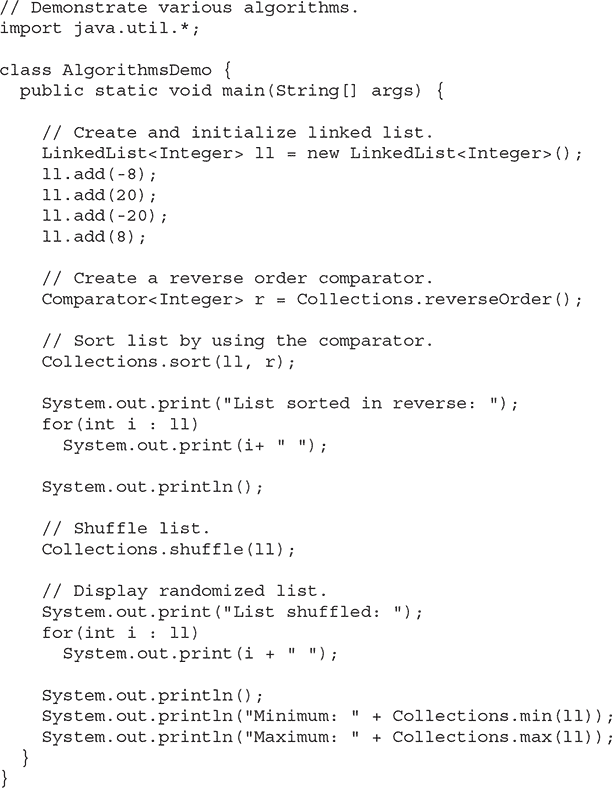 // Demonstrate various algorithms.
import java.util.*;

class AlgorithmsDemo {
  public static void main(String[] args) {

    // Create and initialize linked list.
    LinkedList<Integer> ll = new LinkedList<Integer>();
    ll.add(-8);
    ll.add(20);
    ll.add(-20);
    ll.add(8);

    // Create a reverse order comparator.
    Comparator<Integer> r = Collections.reverseOrder();

    // Sort list by using the comparator.
    Collections.sort(ll, r);

    System.out.print("List sorted in reverse: ");
    for(int i : ll)
      System.out.print(i+ " ");

    System.out.println();

    // Shuffle list.
    Collections.shuffle(ll);

    // Display randomized list.
    System.out.print("List shuffled: ");
    for(int i : ll)
      System.out.print(i + " ");

    System.out.println();
    System.out.println("Minimum: " + Collections.min(ll));
    System.out.println("Maximum: " + Collections.max(ll));
  }
}